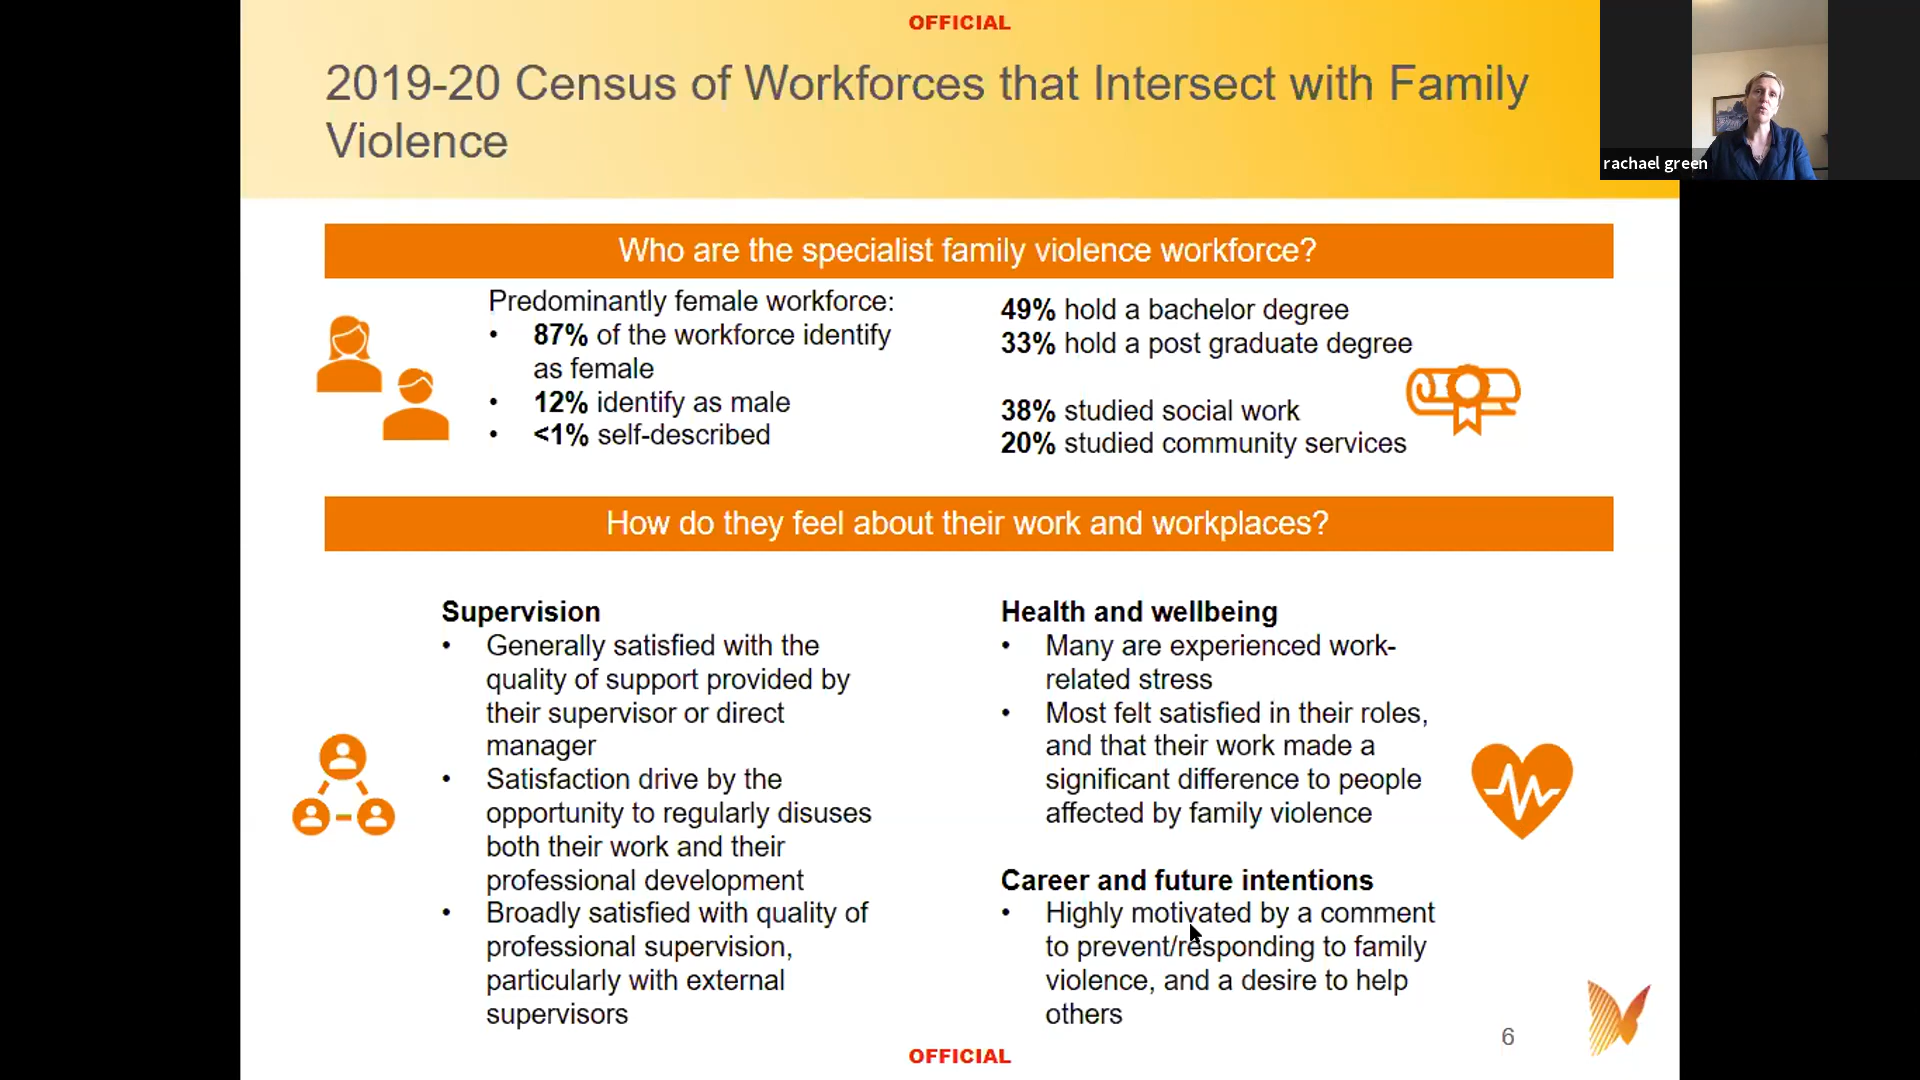 OFFICIAL
2019-20 Census of Workforces that Intersect with Family
Violence
rachael green
Who are the specialist family violence workforce?
Predominantly female workforce:
• 87% of the workforce identify
as female
• 12% identify as male
• <1% self-described
49% hold a bachelor degree
33% hold a post graduate degree
38% studied social work
20% studied community services
How do they feel about their work and workplaces?
Supervision
• Generally satisfied with the
quality of support provided by
their supervisor or direct
manager
• Satisfaction drive by the
opportunity to regularly disuses
both their work and their
professional development
• Broadly satisfied with quality of
professional supervision,
particularly with external
supervisors
Health and wellbeing
• Many are experienced work-
related stress
• Most felt satisfied in their roles,
and that their work made a
significant difference to people
affected by family violence
Career and future intentions
• Highly motivated by a comment
to prevent/responding to family
violence, and a desire to help
others
6
OFFICIAL